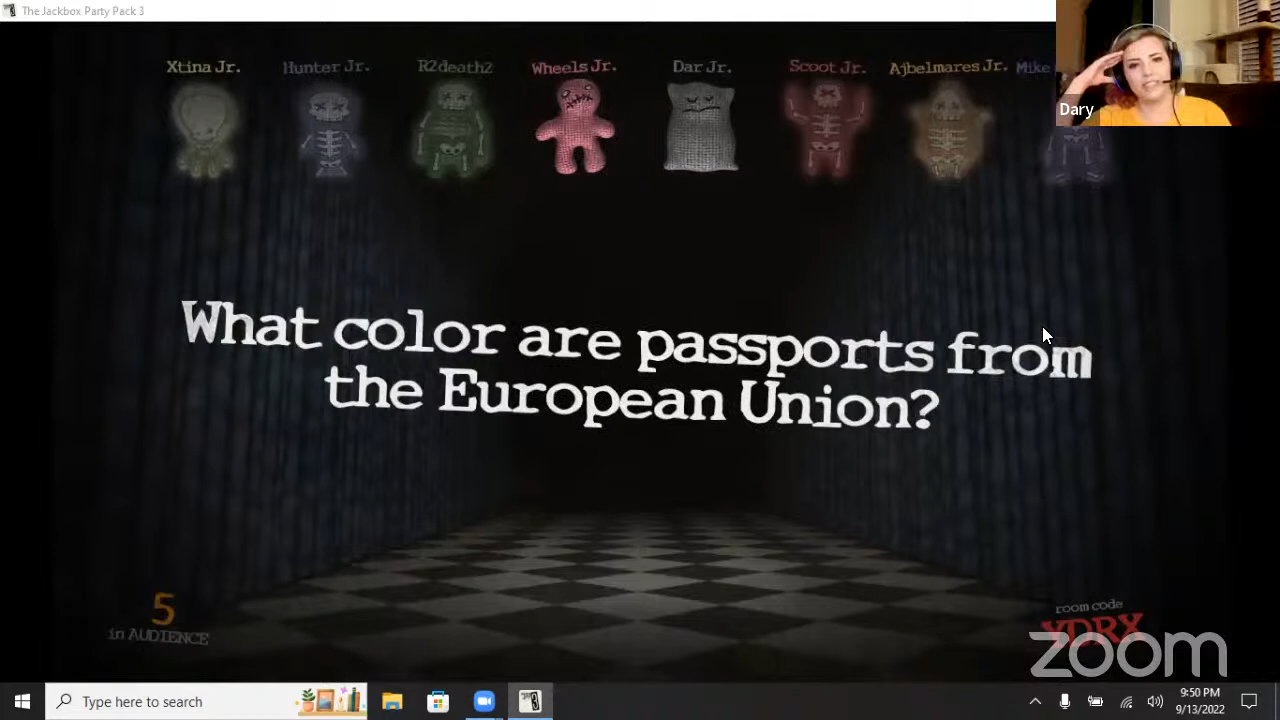 The Jackbox Party Pack 3
Xtina Jr.
Hunter Jr.
R2death2
Wheels Jr.
Dar Jr.
Scoot Jr.
Ajbelmares Jr.
Mike
Dary
What color are passports from
the European Union?
5
in AUDIENCE
room code
YDRX
zoom
Type here to search
9:50 PM
9/13/2022